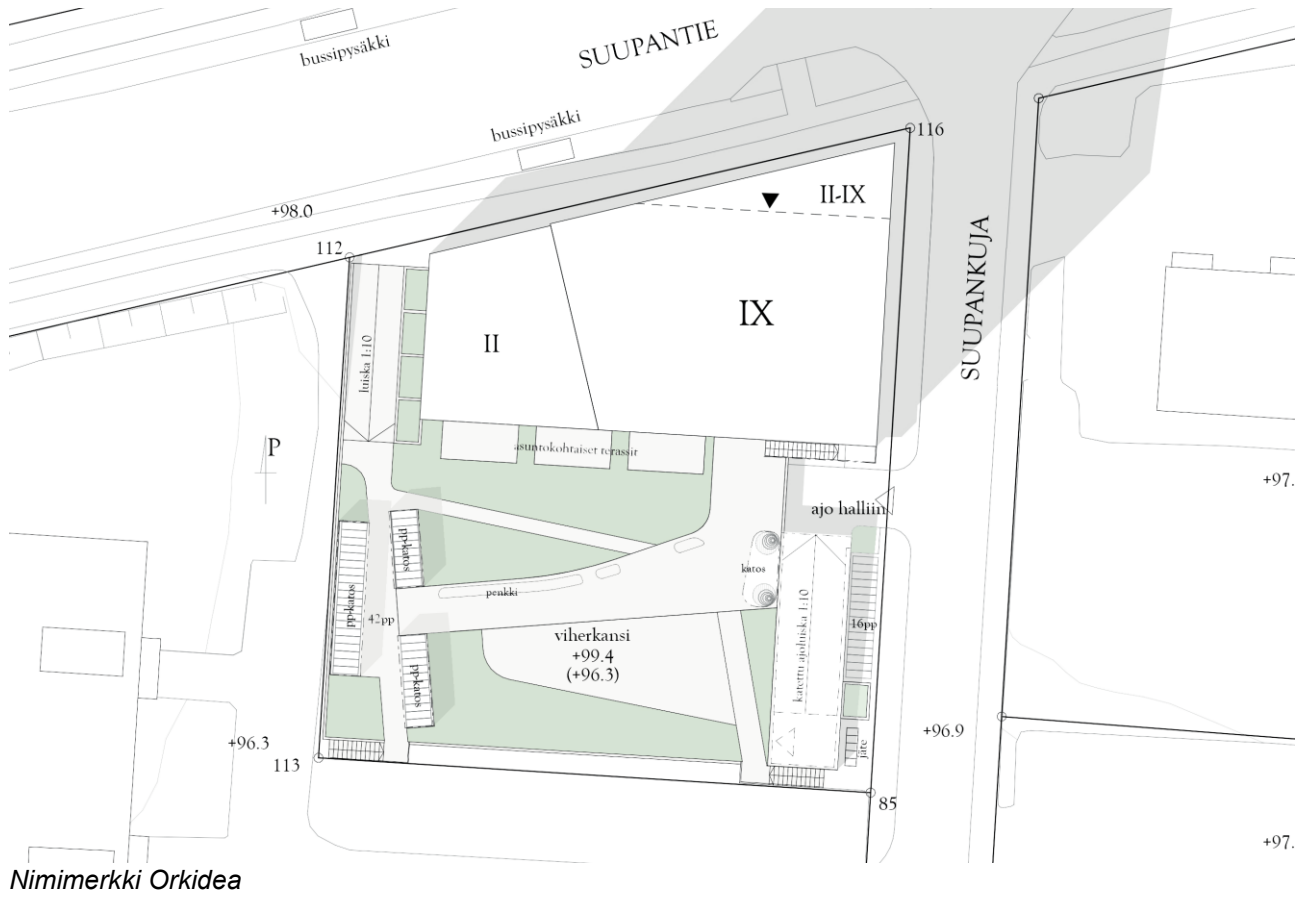 bussipysäkki
SUUPANTIE
bussipysäkki
116
+98.0
II-IX
112
SUUPANKUJA
IX
II
luiska 1:10
P
asuntokohtaiset terassit
+97.
ajo halliin
pp-katos
pp-katos
katos
penkki
katettu ajoluiska 1:10
42pp
16pp
viherkansi
+99.4
(+96.3)
pp-katos
+96.3
+96.9
jäte
113
85
+97.
Nimimerkki Orkidea